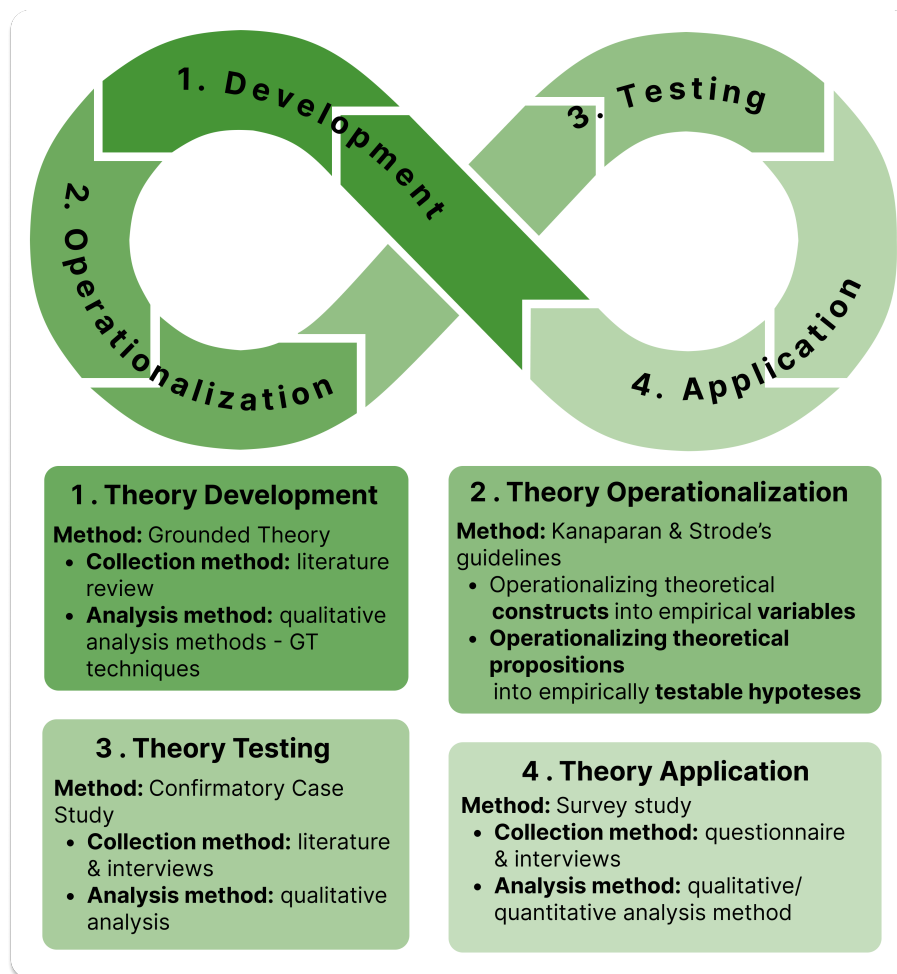 1. Development
3. Testing
2. Operationalization
4. Application
1 . Theory Development
Method: Grounded Theory
• Collection method: literature
review
• Analysis method: qualitative
analysis methods - GT
techniques
2 . Theory Operationalization
Method: Kanaparan & Strode’s
guidelines
• Operationalizing theoretical
constructs into empirical variables
• Operationalizing theoretical
propositions
into empirically testable hypoteses
3 . Theory Testing
Method: Confirmatory Case
Study
• Collection method: literature
& interviews
• Analysis method: qualitative
analysis
4 . Theory Application
Method: Survey study
• Collection method: questionnaire
& interviews
• Analysis method: qualitative/
quantitative analysis method